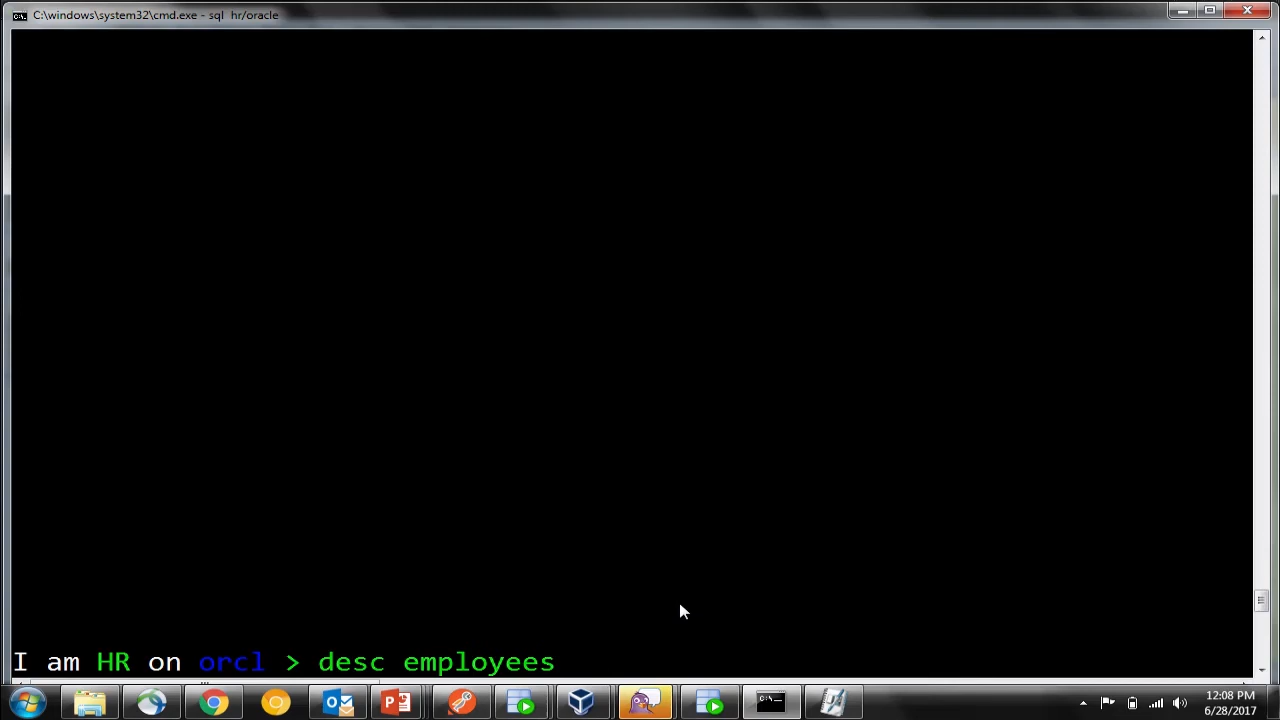 C:\windows\system32\cmd.exe - sql hr/oracle
I am HR on orcl > desc employees
12:08 PM
6/28/2017